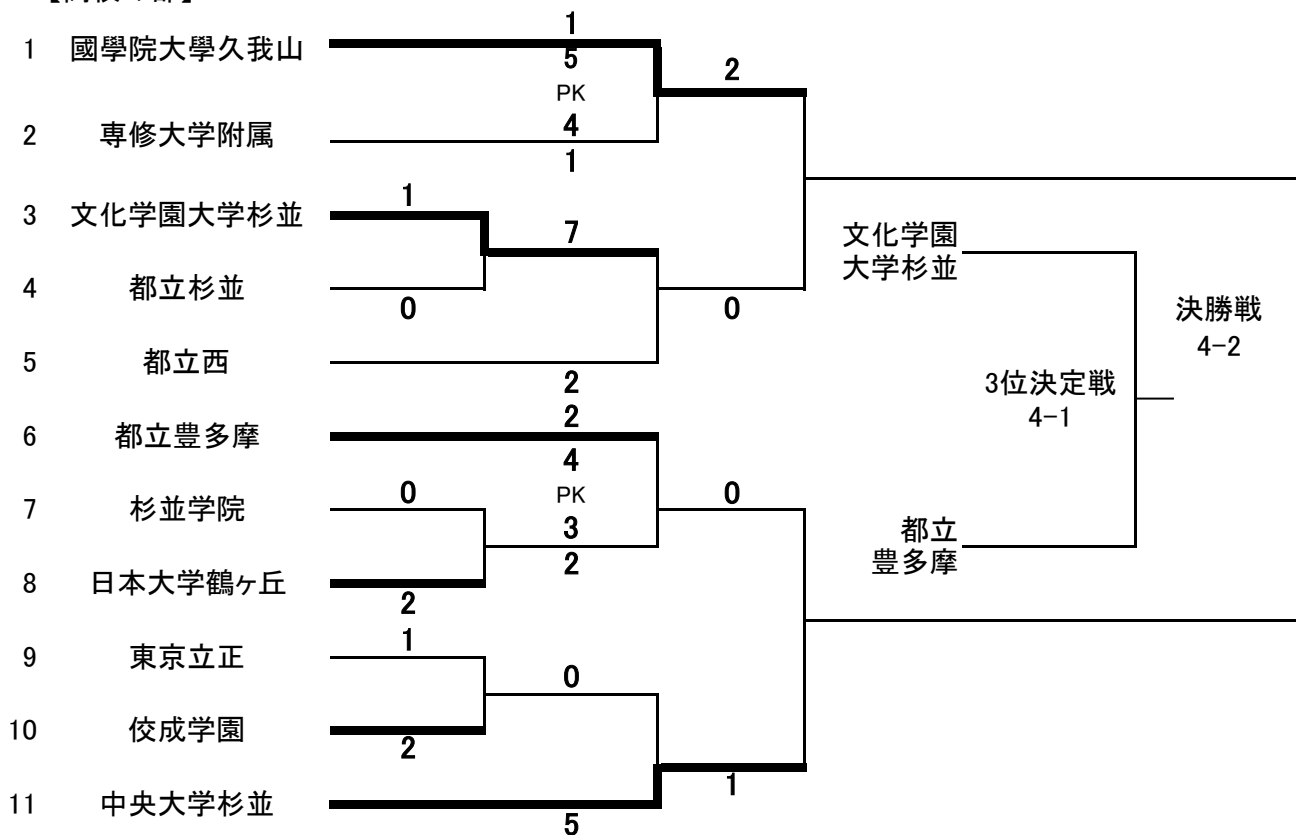 1
5
1 國學院大學久我山
2
PK
4
2 専修大学附属
1
1
3 文化学園大学杉並
7
文化学園
大学杉並
4 都立杉並
0
0
決勝戦
4-2
5 都立西
2
3位決定戦
4-1
2
6 都立豊多摩
4
PK
0
0
7 杉並学院
3
都立
豊多摩
2
8 日本大学鶴ヶ丘
2
1
9 東京立正
0
10 佼成学園
2
1
11 中央大学杉並
5